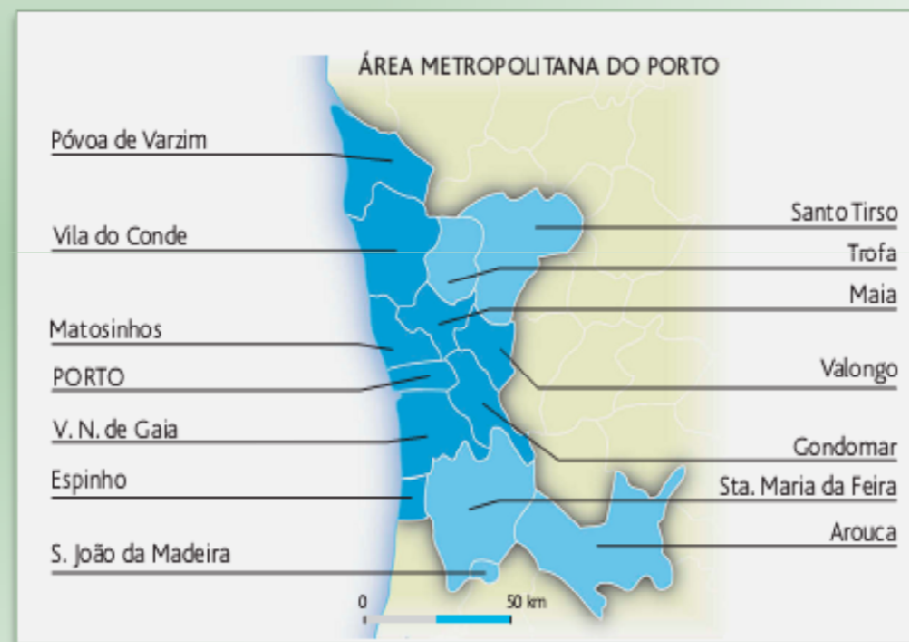 ÁREA METROPOLITANA DO PORTO
Póvoa de Varzim
Vila do Conde
Matosinhos
PORTO
V. N. de Gaia
Espinho
S. João da Madeira
Santo Tirso
Trofa
Maia
Valongo
Gondomar
Sta. Maria da Feira
Arouca
0 50 km